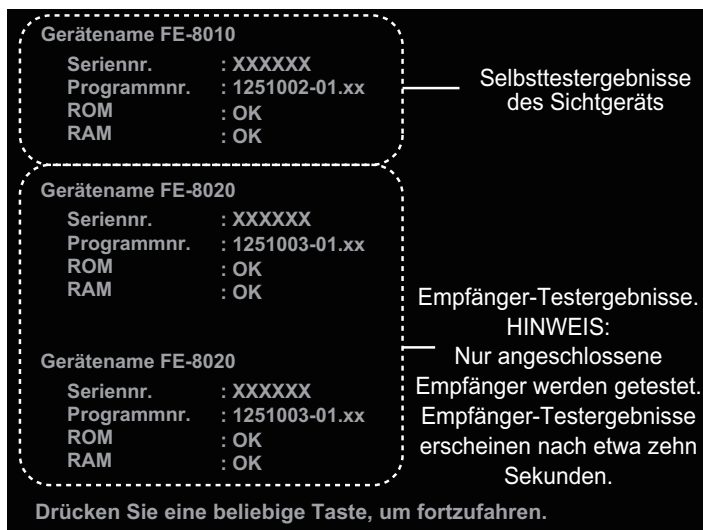 Gerätename FE-8010
Seriennr. : XXXXXX
Programmnr. : 1251002-01.xx
ROM : OK
RAM : OK
Selbsttestergebnisse
des Sichtgeräts
Gerätename FE-8020
Seriennr. : XXXXXX
Programmnr. : 1251003-01.xx
ROM : OK
RAM : OK
Gerätename FE-8020
Seriennr. : XXXXXX
Programmnr. : 1251003-01.xx
ROM : OK
RAM : OK
Empfänger-Testergebnisse.
HINWEIS:
Nur angeschlossene
Empfänger werden getestet.
Empfänger-Testergebnisse
erscheinen nach etwa zehn
Sekunden.
Drücken Sie eine beliebige Taste, um fortzufahren.